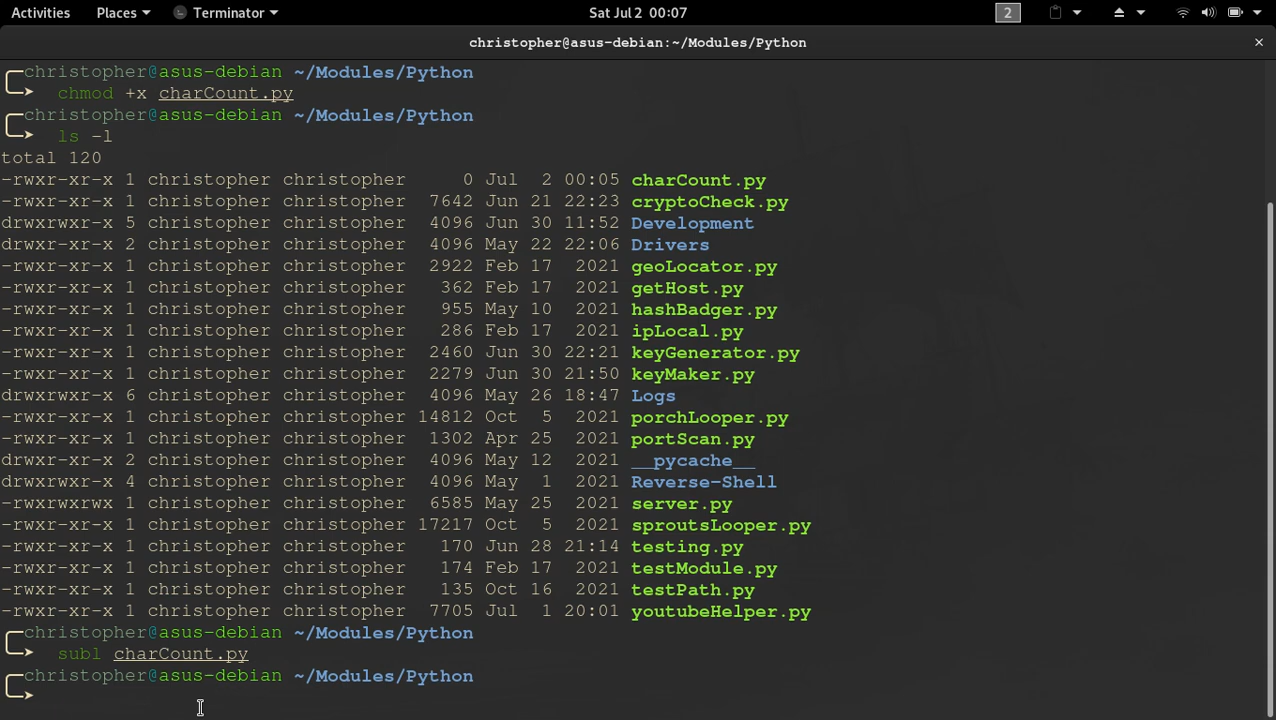 Activities Places Terminator Sat Jul 2 00:07 2
christopher@asus-debian:~/Modules/Python
christopher@asus-debian ~/Modules/Python
chmod +x charCount.py
christopher@asus-debian ~/Modules/Python
ls -l
total 120
-rwxr-xr-x 1 christopher christopher 0 Jul 2 00:05 charCount.py
-rwxr-xr-x 1 christopher christopher 7642 Jun 21 22:23 cryptoCheck.py
drwxrwxr-x 5 christopher christopher 4096 Jun 30 11:52 Development
drwxr-xr-x 2 christopher christopher 4096 May 22 22:06 Drivers
-rwxr-xr-x 1 christopher christopher 2922 Feb 17 2021 geoLocator.py
-rwxr-xr-x 1 christopher christopher 362 Feb 17 2021 getHost.py
-rwxr-xr-x 1 christopher christopher 955 May 10 2021 hashBadger.py
-rwxr-xr-x 1 christopher christopher 286 Feb 17 2021 ipLocal.py
-rwxr-xr-x 1 christopher christopher 2460 Jun 30 22:21 keyGenerator.py
-rwxr-xr-x 1 christopher christopher 2279 Jun 30 21:50 keyMaker.py
drwxrwxr-x 6 christopher christopher 4096 May 26 18:47 Logs
-rwxr-xr-x 1 christopher christopher 14812 Oct 5 2021 porchLooper.py
-rwxr-xr-x 1 christopher christopher 1302 Apr 25 2021 portScan.py
drwxr-xr-x 2 christopher christopher 4096 May 12 2021 __pycache__
drwxrwxr-x 4 christopher christopher 4096 May 1 2021 Reverse-Shell
-rwxrwxrwx 1 christopher christopher 6585 May 25 2021 server.py
-rwxr-xr-x 1 christopher christopher 17217 Oct 5 2021 sproutsLooper.py
-rwxr-xr-x 1 christopher christopher 170 Jun 28 21:14 testing.py
-rwxr-xr-x 1 christopher christopher 174 Feb 17 2021 testModule.py
-rwxr-xr-x 1 christopher christopher 135 Oct 16 2021 testPath.py
-rwxr-xr-x 1 christopher christopher 7705 Jul 1 20:01 youtubeHelper.py
christopher@asus-debian ~/Modules/Python
subl charCount.py
christopher@asus-debian ~/Modules/Python